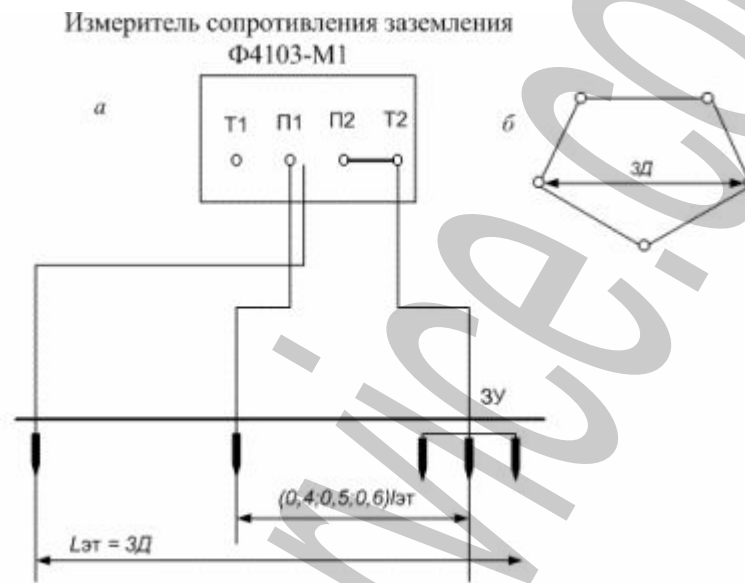 Измеритель сопротивления заземления
Ф4103-М1
а
Т1 П1 П2 Т2
б
3Д
ЗУ
(0,4;0,5;0,6)lэт
Lэт = 3Д